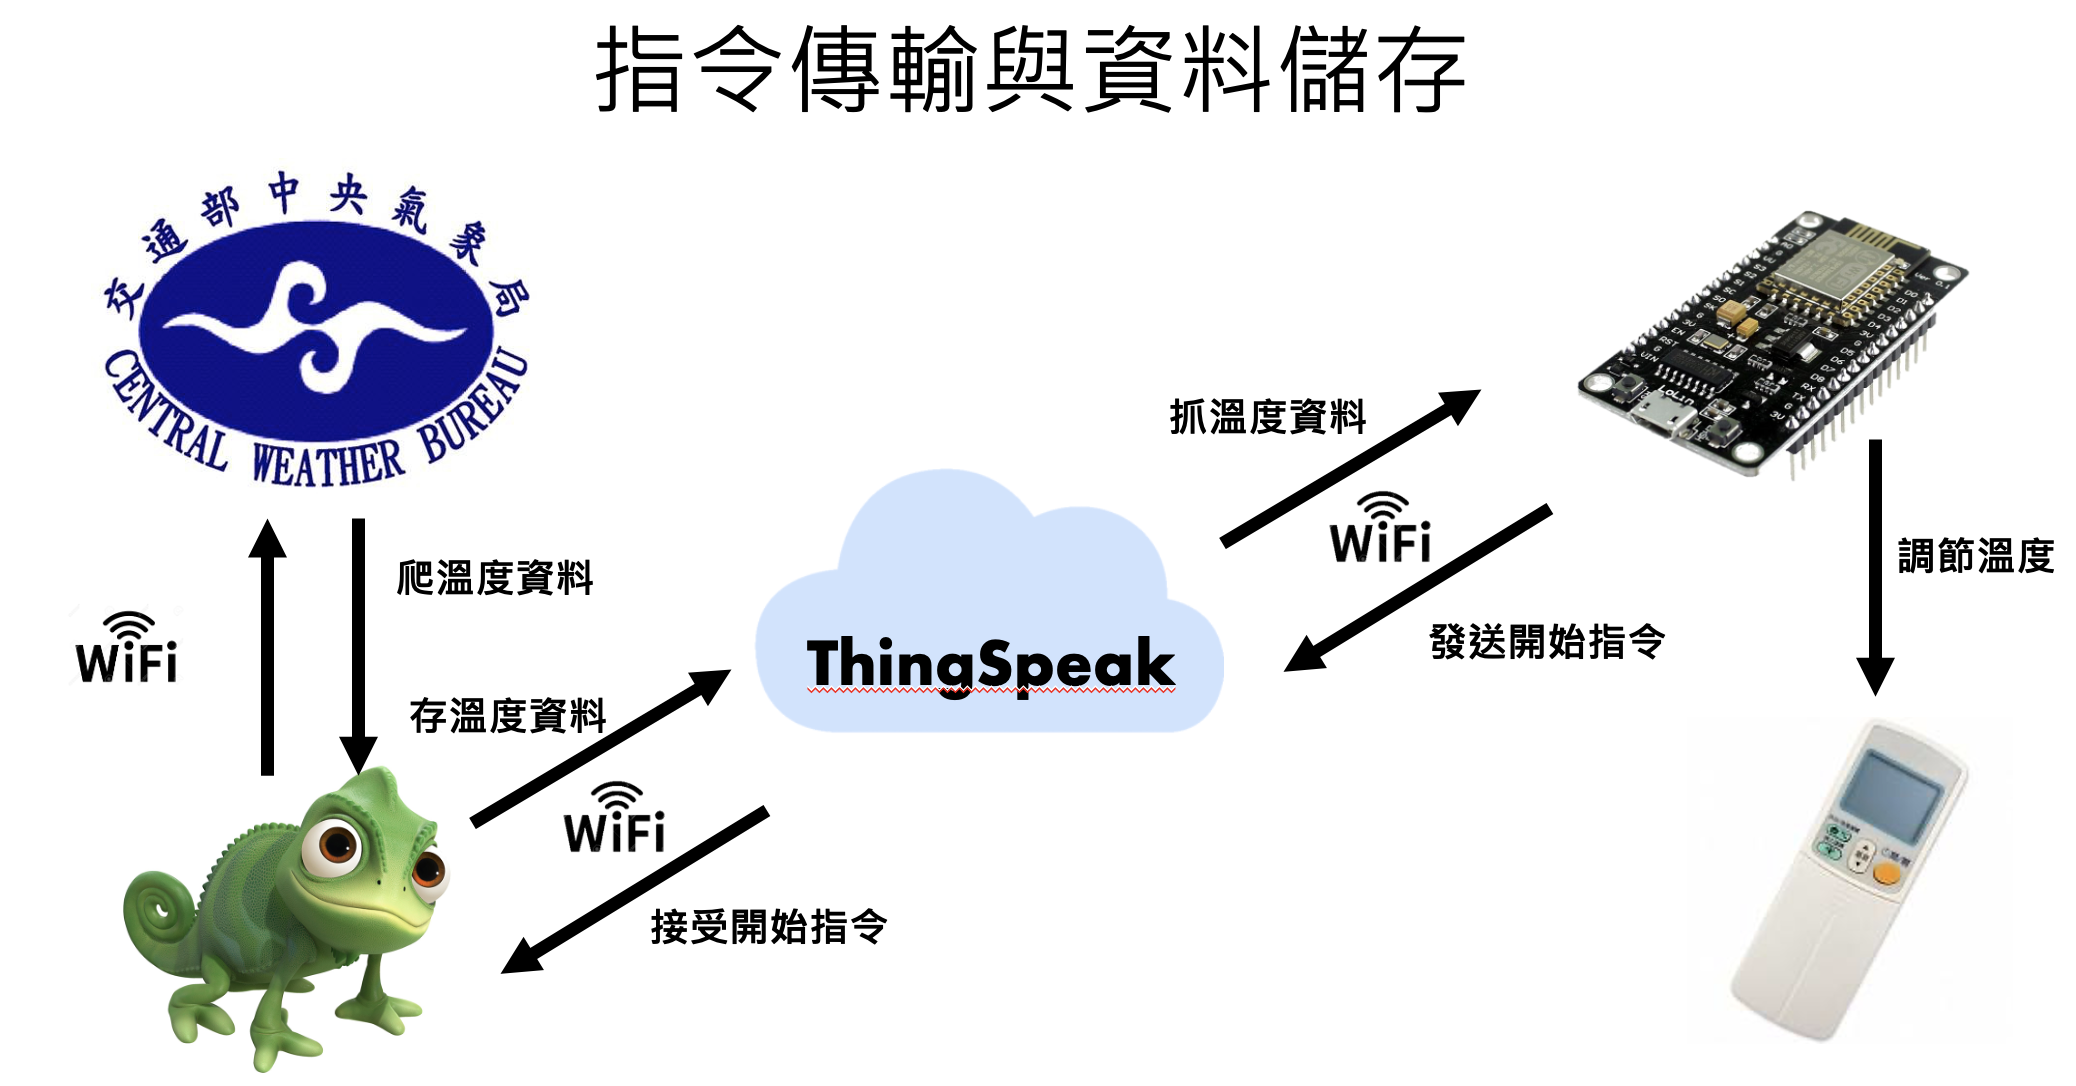 指令傳輸與資料儲存
交通部中央氣象局
CENTRAL WEATHER BUREAU
抓溫度資料
WiFi
調節溫度
爬溫度資料
WiFi
發送開始指令
ThingSpeak
存溫度資料
WiFi
接受開始指令
LoLin